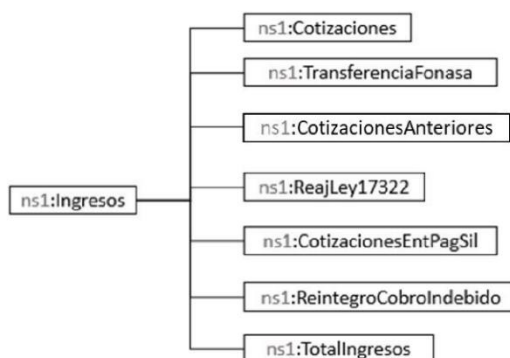 ns1:Cotizaciones
ns1:TransferenciaFonasa
ns1:CotizacionesAnteriores
ns1:ReajLey17322
ns1:Ingresos
ns1:CotizacionesEntPagSil
ns1:ReintegroCobroIndebido
ns1:TotalIngresos